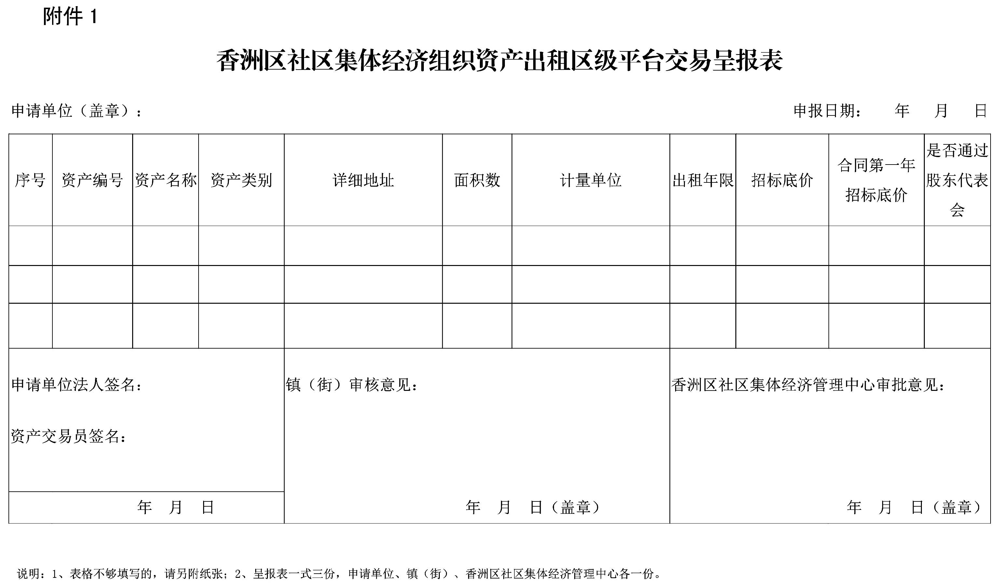 附件1
香洲区社区集体经济组织资产出租区级平台交易呈报表
申请单位（盖章）： 申报日期： 年 月 日
序号 资产编号 资产名称 资产类别 详细地址 面积数 计量单位 出租年限 招标底价 合同第一年招标底价 是否通过股东代表会
申请单位法人签名： 镇（街）审核意见： 香洲区社区集体经济管理中心审批意见：
资产交易员签名：
年 月 日 年 月 日（盖章） 年 月 日（盖章）
说明：1、表格不够填写的，请另附纸张；2、呈报表一式三份，申请单位、镇（街）、香洲区社区集体经济管理中心各一份。